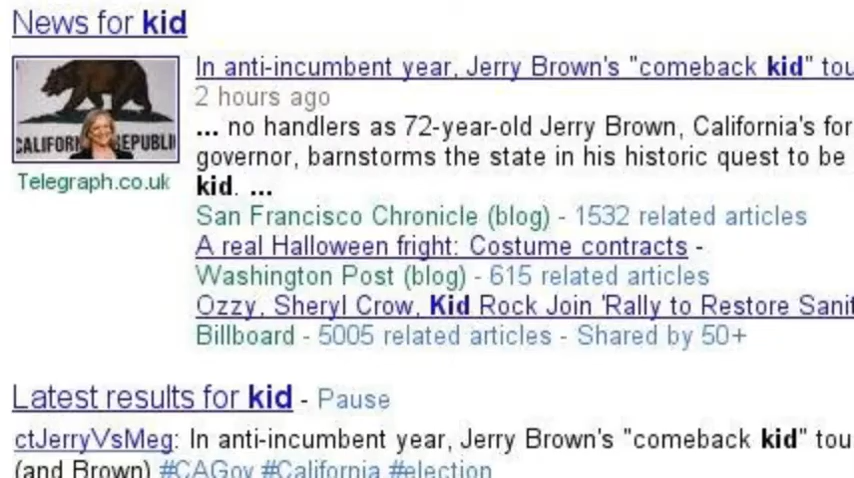 News for kid
In anti-incumbent year, Jerry Brown's "comeback kid" tou
2 hours ago
CALIFOR REPUBLI
... no handlers as 72-year-old Jerry Brown, California's for
governor, barnstorms the state in his historic quest to be
Telegraph.co.uk
kid. ...
San Francisco Chronicle (blog) - 1532 related articles
A real Halloween fright: Costume contracts -
Washington Post (blog) - 615 related articles
Ozzy, Sheryl Crow, Kid Rock Join 'Rally to Restore Sanit
Billboard - 5005 related articles - Shared by 50+
Latest results for kid - Pause
ctJerryVsMeg: In anti-incumbent year, Jerry Brown's "comeback kid" tou
(and Brown) #CAGov #California #election